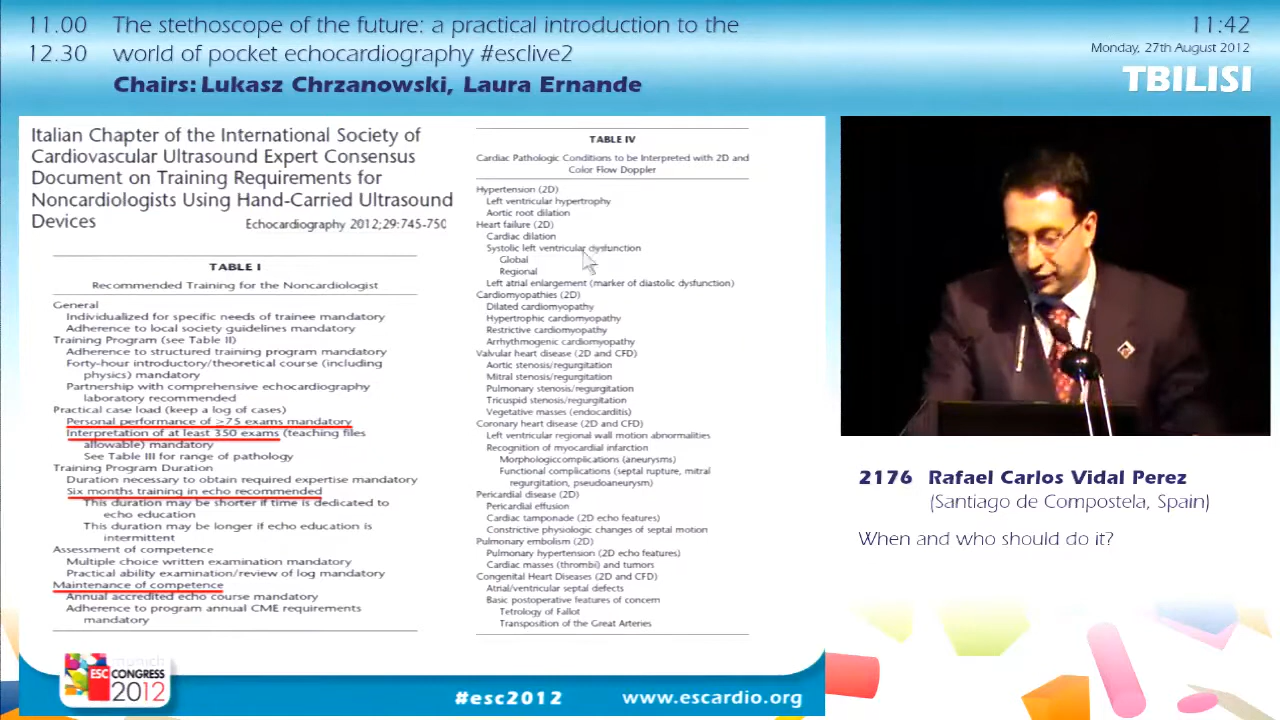 11.00 The stethoscope of the future: a practical introduction to the
12.30 world of pocket echocardiography #esclive2
Chairs: Lukasz Chrzanowski, Laura Ernande
11:42
Monday, 27th August 2012
TBILISI
Italian Chapter of the International Society of
Cardiovascular Ultrasound Expert Consensus
Document on Training Requirements for
Noncardiologists Using Hand-Carried Ultrasound
Devices
Echocardiography 2012;29:745-750
TABLE I
Recommended Training for the Noncardiologist
General
Individualized for specific needs of trainee mandatory
Adherence to local society guidelines mandatory
Training Program (see Table II)
Adherence to structured training program mandatory
Forty-hour introductory/theoretical course (including
physics) mandatory
Partnership with comprehensive echocardiography
laboratory recommended
Practical case load (keep a log of cases)
Personal performance of ≥75 exams mandatory
Interpretation of at least 350 exams (teaching files
allowable) mandatory
See Table III for range of pathology
Training Program Duration
Duration necessary to obtain required expertise mandatory
Six months training in echo recommended
This duration may be shorter if time is dedicated to
echo education
This duration may be longer if echo education is
intermittent
Assessment of competence
Multiple choice written examination mandatory
Practical ability examination/review of log mandatory
Maintenance of competence
Annual accredited echo course mandatory
Adherence to program annual CME requirements
mandatory
TABLE IV
Cardiac Pathologic Conditions to be Interpreted with 2D and
Color Flow Doppler
Hypertension (2D)
Left ventricular hypertrophy
Aortic root dilation
Heart failure (2D)
Cardiac dilation
Systolic left ventricular dysfunction
Global
Regional
Left atrial enlargement (marker of diastolic dysfunction)
Cardiomyopathies (2D)
Dilated cardiomyopathy
Hypertrophic cardiomyopathy
Restrictive cardiomyopathy
Arrhythmogenic cardiomyopathy
Valvular heart disease (2D and CFD)
Aortic stenosis/regurgitation
Mitral stenosis/regurgitation
Pulmonary stenosis/regurgitation
Tricuspid stenosis/regurgitation
Vegetative masses (endocarditis)
Coronary heart disease (2D and CFD)
Left ventricular regional wall motion abnormalities
Recognition of myocardial infarction
Morphologiccomplications (aneurysms)
Functional complications (septal rupture, mitral
regurgitation, pseudoaneurysm)
Pericardial disease (2D)
Pericardial effusion
Cardiac tamponade (2D echo features)
Constrictive physiologic changes of septal motion
Pulmonary embolism (2D)
Pulmonary hypertension (2D echo features)
Cardiac masses (thrombi) and tumors
Congenital Heart Diseases (2D and CFD)
Atrial/ventricular septal defects
Basic postoperative features of concern
Tetrology of Fallot
Transposition of the Great Arteries
2176 Rafael Carlos Vidal Perez
(Santiago de Compostela, Spain)
When and who should do it?
munich
ESC CONGRESS
2012
#esc2012
www.escardio.org